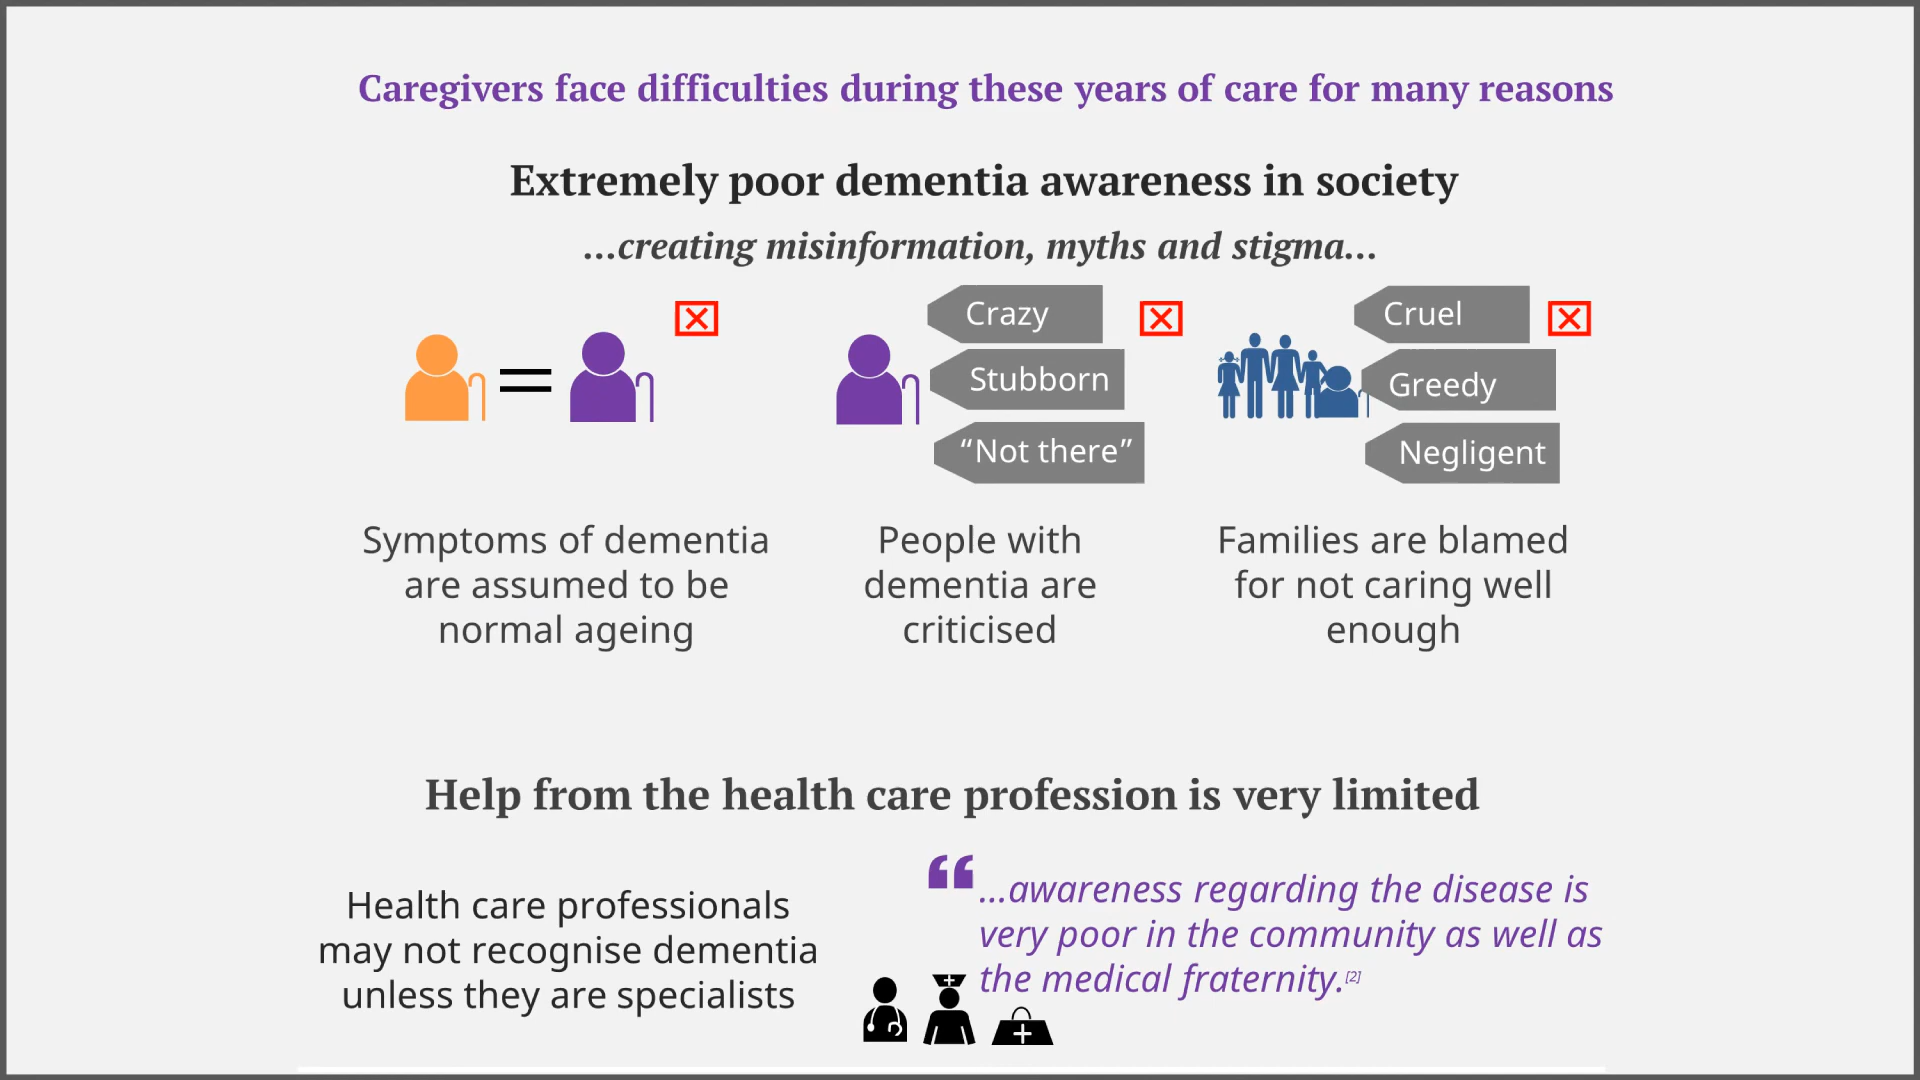 Caregivers face difficulties during these years of care for many reasons
Extremely poor dementia awareness in society
...creating misinformation, myths and stigma...
Crazy
Stubborn
“Not there”
Cruel
Greedy
Negligent
Symptoms of dementia
are assumed to be
normal ageing
People with
dementia are
criticised
Families are blamed
for not caring well
enough
Help from the health care profession is very limited
Health care professionals
may not recognise dementia
unless they are specialists
“ ...awareness regarding the disease is
very poor in the community as well as
the medical fraternity.[2]